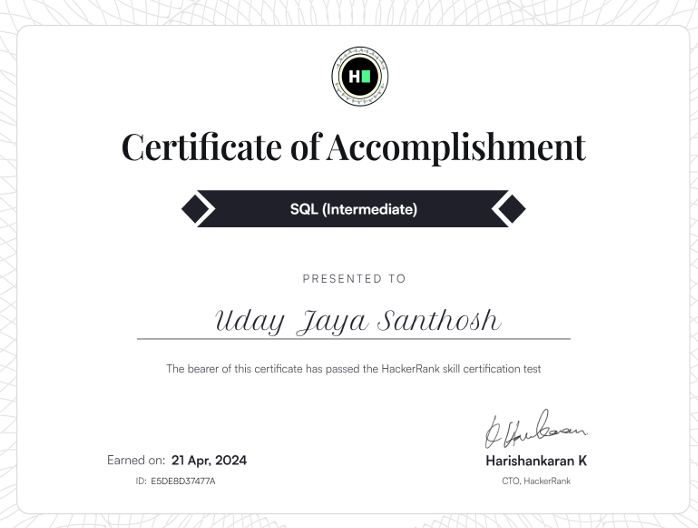 H
Certificate of Accomplishment
SQL (Intermediate)
PRESENTED TO
Uday Jaya Santhosh
The bearer of this certificate has passed the HackerRank skill certification test
Earned on: 21 Apr, 2024
ID: E5DE8D37477A
Harishankaran K
CTO, HackerRank